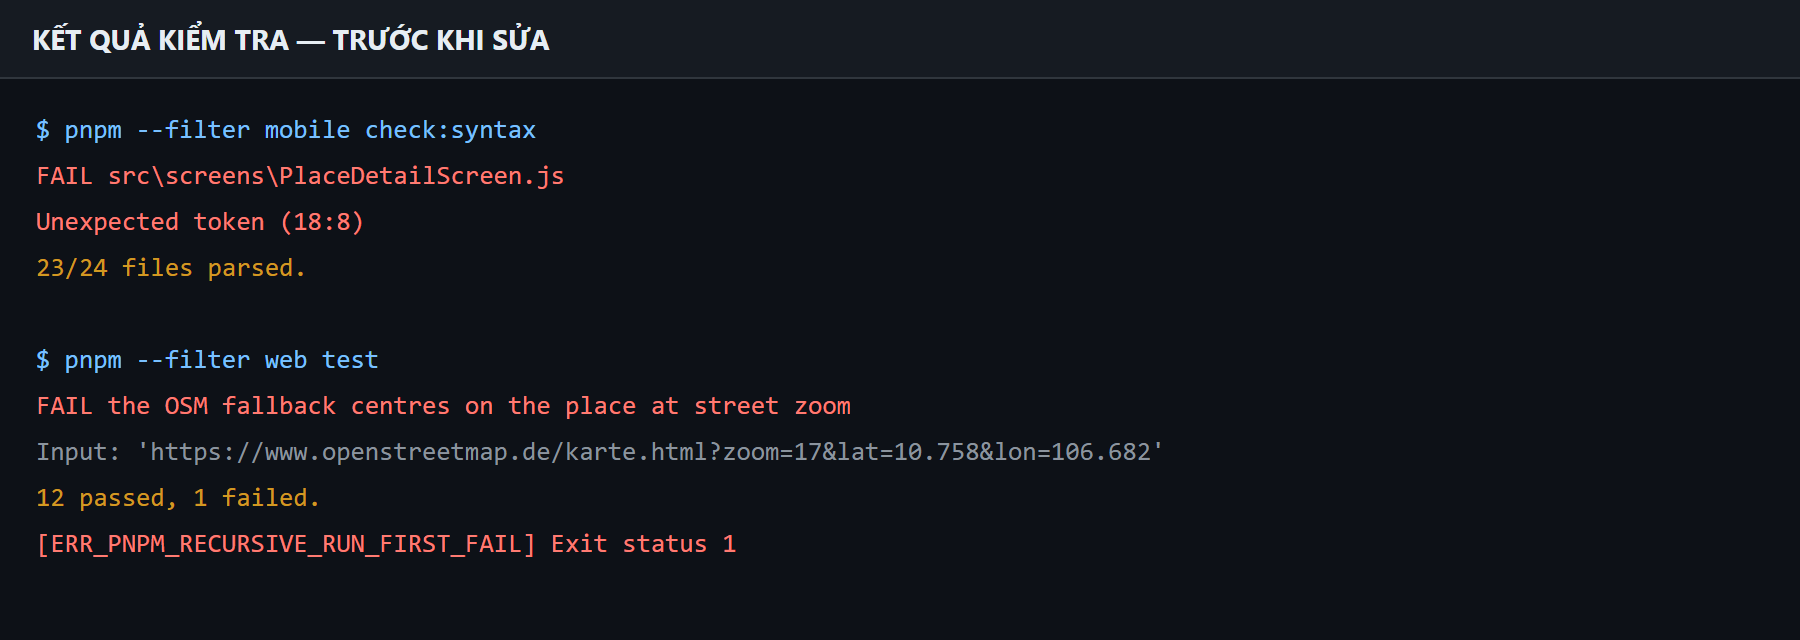 KẾT QUẢ KIỂM TRA — TRƯỚC KHI SỬA
$ pnpm --filter mobile check:syntax
FAIL src\screens\PlaceDetailScreen.js
Unexpected token (18:8)
23/24 files parsed.
$ pnpm --filter web test
FAIL the OSM fallback centres on the place at street zoom
Input: 'https://www.openstreetmap.de/karte.html?zoom=17&lat=10.758&lon=106.682'
12 passed, 1 failed.
[ERR_PNPM_RECURSIVE_RUN_FIRST_FAIL] Exit status 1